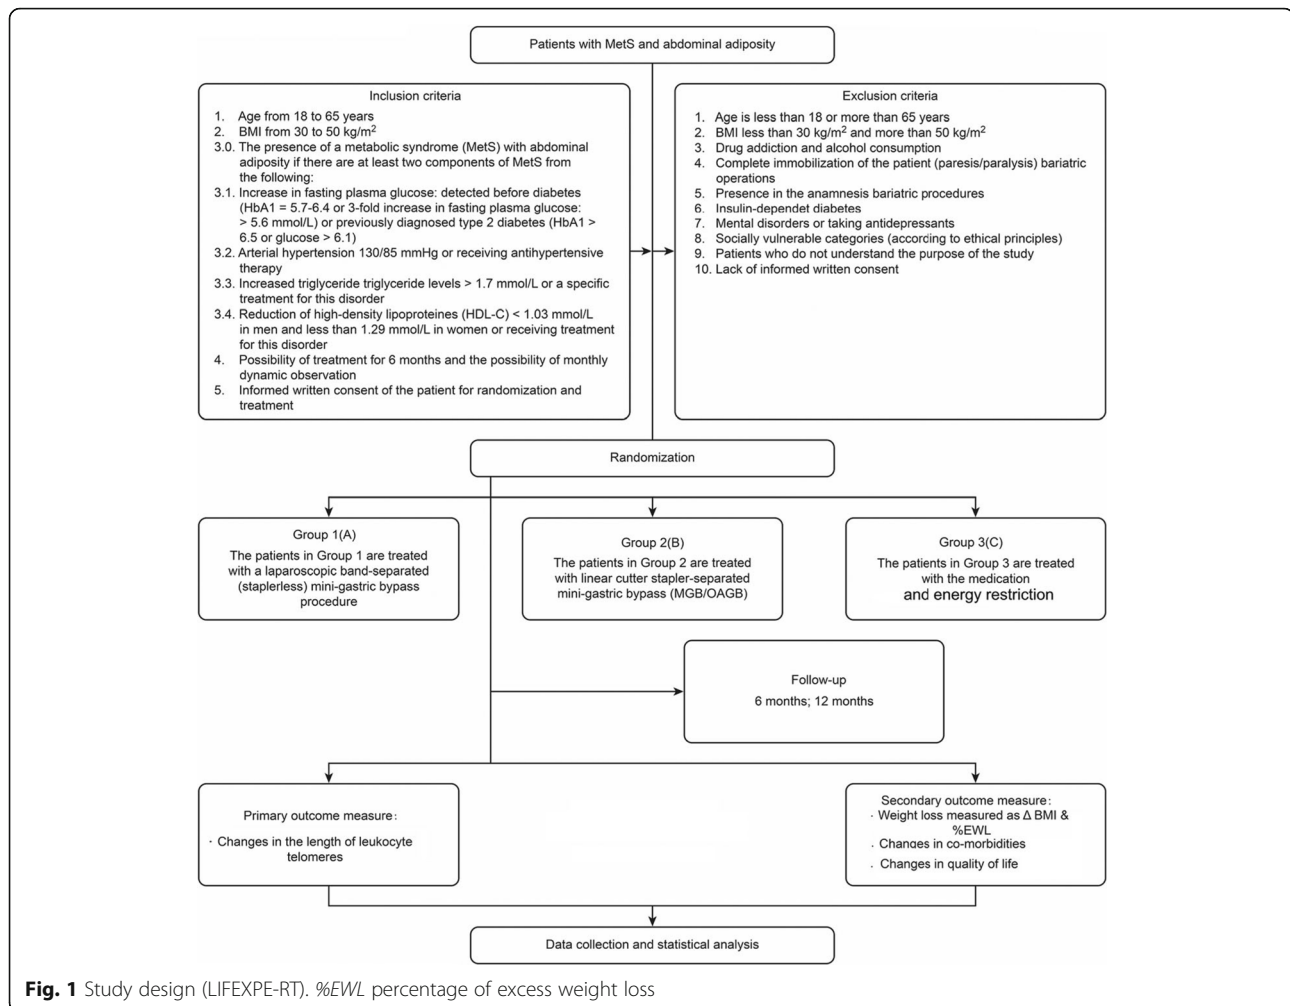 Patients with MetS and abdominal adiposity
Inclusion criteria
1. Age from 18 to 65 years
2. BMI from 30 to 50 kg/m²
3.0. The presence of a metabolic syndrome (MetS) with abdominal
adiposity if there are at least two components of MetS from
the following:
3.1. Increase in fasting plasma glucose: detected before diabetes
(HbA1 = 5.7-6.4 or 3-fold increase in fasting plasma glucose:
> 5.6 mmol/L) or previously diagnosed type 2 diabetes (HbA1 >
6.5 or glucose > 6.1)
3.2. Arterial hypertension 130/85 mmHg or receiving antihypertensive
therapy
3.3. Increased triglyceride triglyceride levels > 1.7 mmol/L or a specific
treatment for this disorder
3.4. Reduction of high-density lipoproteines (HDL-C) < 1.03 mmol/L
in men and less than 1.29 mmol/L in women or receiving treatment
for this disorder
4. Possibility of treatment for 6 months and the possibility of monthly
dynamic observation
5. Informed written consent of the patient for randomization and
treatment
Exclusion criteria
1. Age is less than 18 or more than 65 years
2. BMI less than 30 kg/m² and more than 50 kg/m²
3. Drug addiction and alcohol consumption
4. Complete immobilization of the patient (paresis/paralysis) bariatric
operations
5. Presence in the anamnesis bariatric procedures
6. Insulin-dependet diabetes
7. Mental disorders or taking antidepressants
8. Socially vulnerable categories (according to ethical principles)
9. Patients who do not understand the purpose of the study
10. Lack of informed written consent
Randomization
Group 1(A)
The patients in Group 1 are treated
with a laparoscopic band-separated
(staplerless) mini-gastric bypass
procedure
Group 2(B)
The patients in Group 2 are treated
with linear cutter stapler-separated
mini-gastric bypass (MGB/OAGB)
Group 3(C)
The patients in Group 3 are treated
with the medication
and energy restriction
Follow-up
6 months; 12 months
Primary outcome measure:
· Changes in the length of leukocyte
telomeres
Secondary outcome measure:
· Weight loss measured as Δ BMI &
%EWL
· Changes in co-morbidities
· Changes in quality of life
Data collection and statistical analysis
Fig. 1 Study design (LIFEXPE-RT). %EWL percentage of excess weight loss